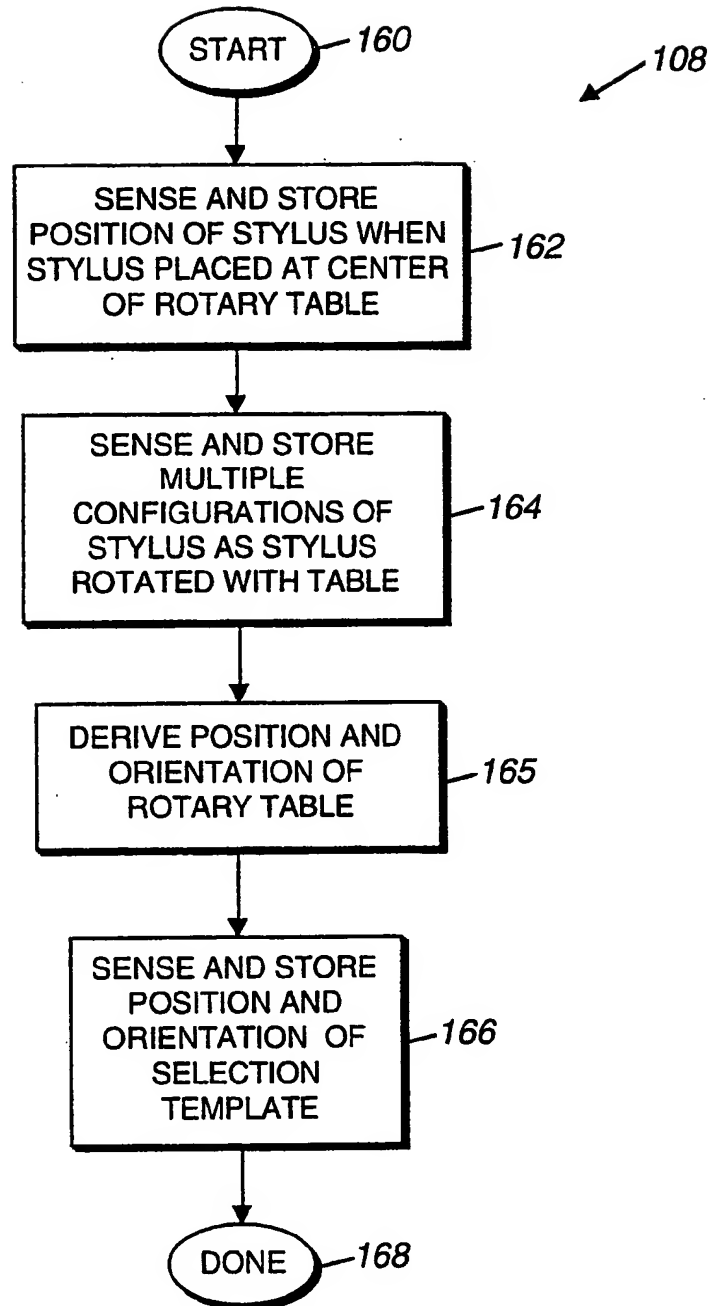 START
160
108
SENSE AND STORE
POSITION OF STYLUS WHEN
STYLUS PLACED AT CENTER
OF ROTARY TABLE
162
SENSE AND STORE
MULTIPLE
CONFIGURATIONS OF
STYLUS AS STYLUS
ROTATED WITH TABLE
164
DERIVE POSITION AND
ORIENTATION OF
ROTARY TABLE
165
SENSE AND STORE
POSITION AND
ORIENTATION OF
SELECTION
TEMPLATE
166
DONE
168